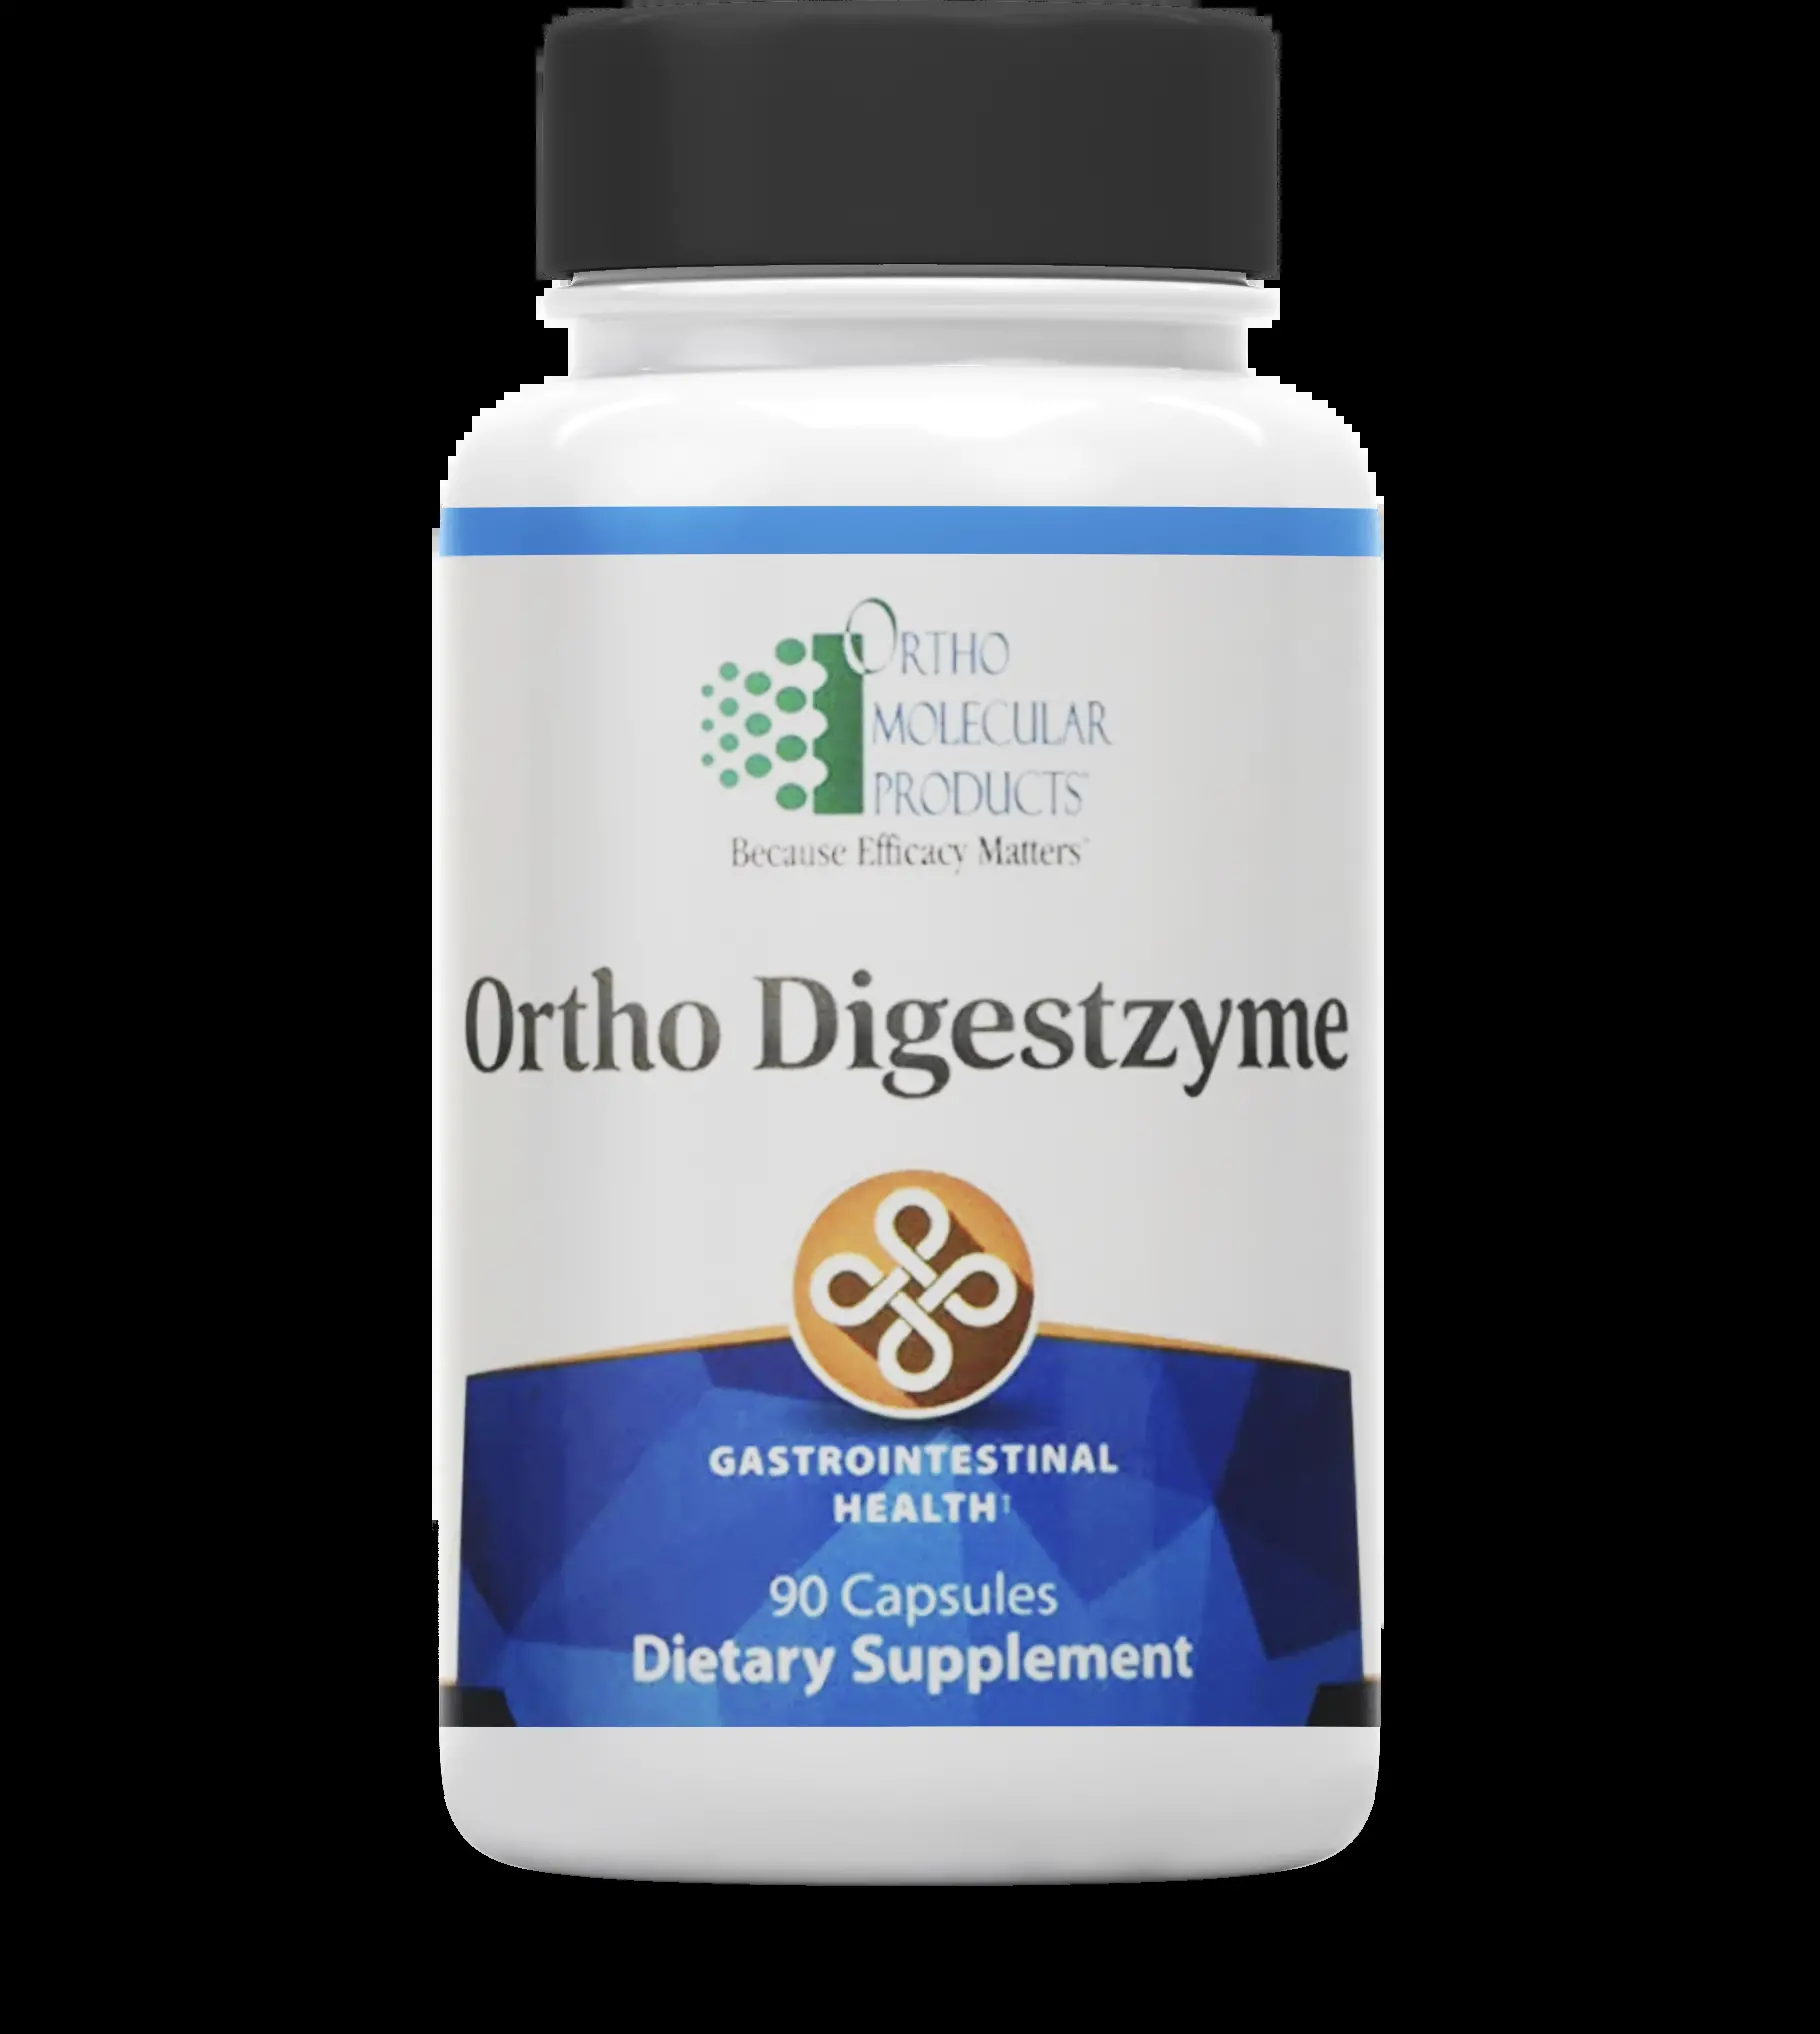 ORTHO
MOLECULAR
PRODUCTS
Because Efficacy Matters
Ortho Digestzyme
GASTROINTESTINAL
HEALTH†
90 Capsules
Dietary Supplement